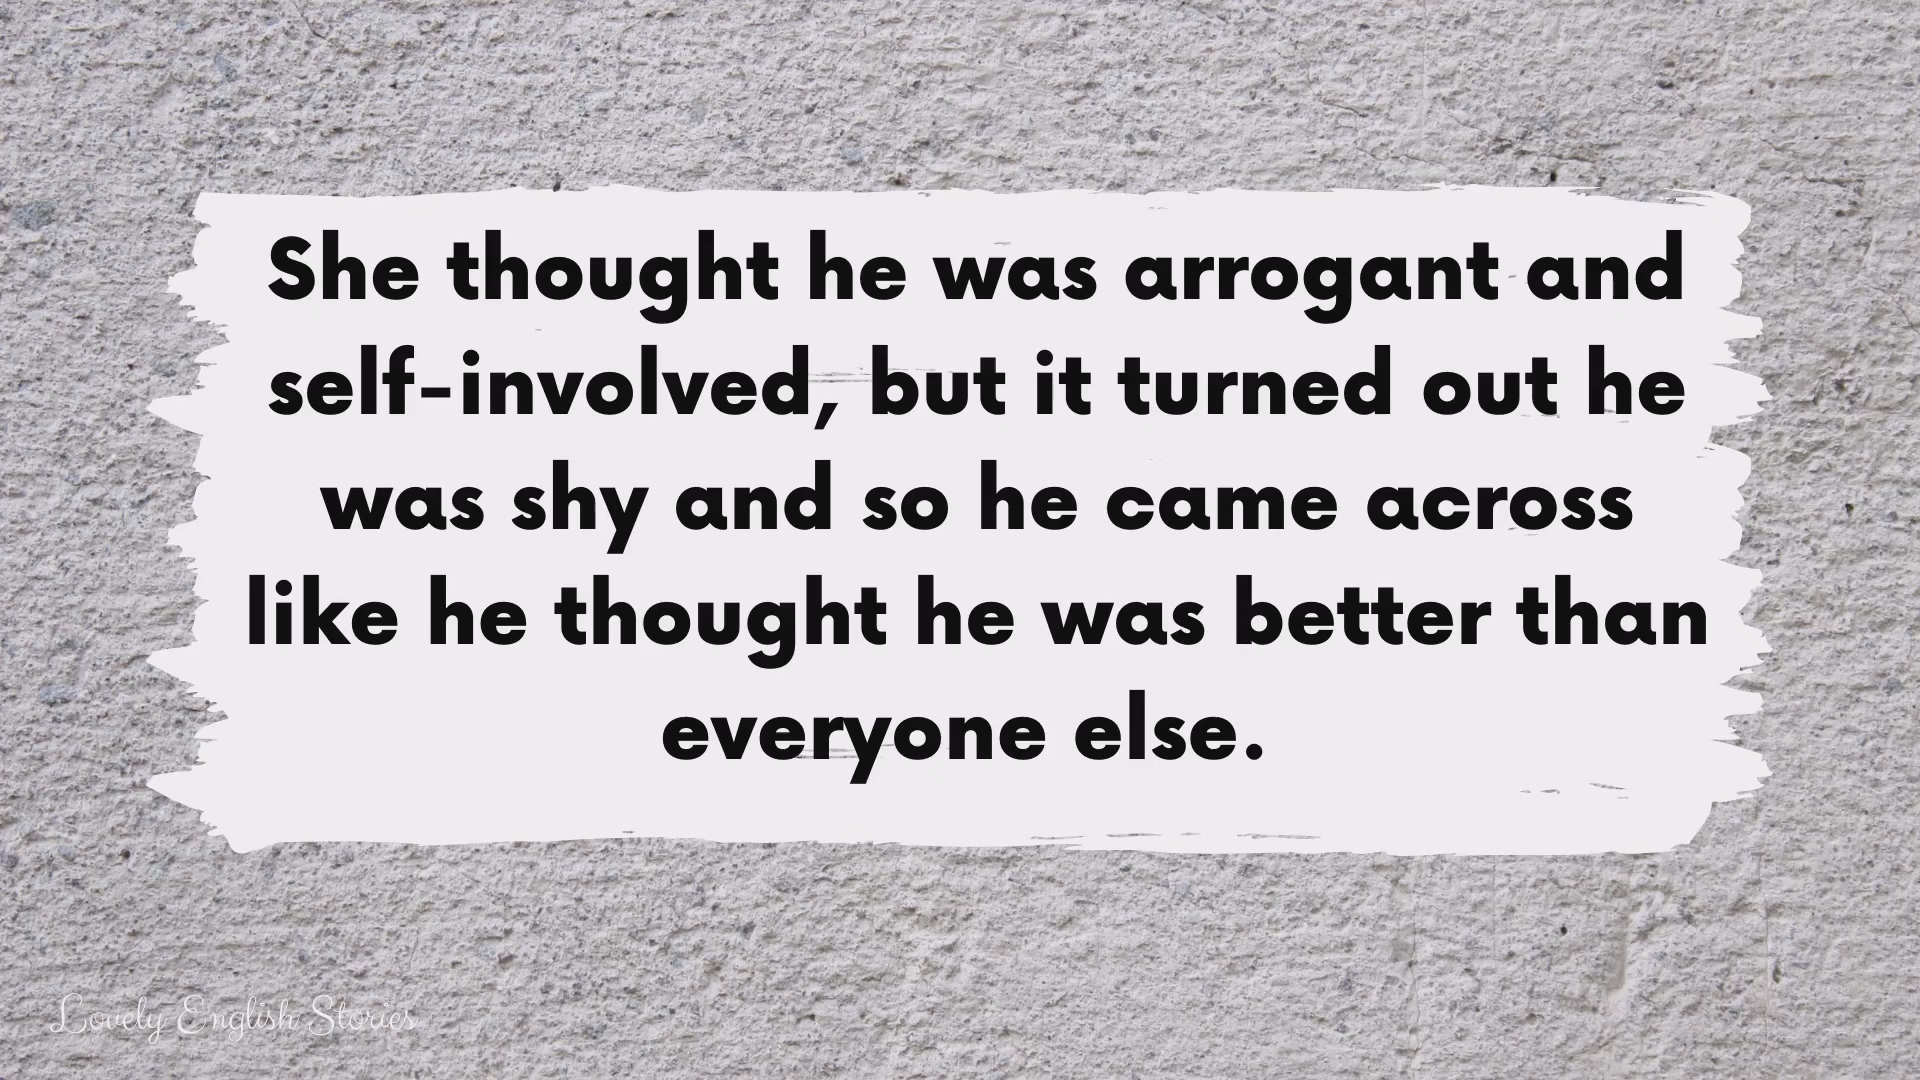 She thought he was arrogant and
self-involved, but it turned out he
was shy and so he came across
like he thought he was better than
everyone else.
Lovely English Stories